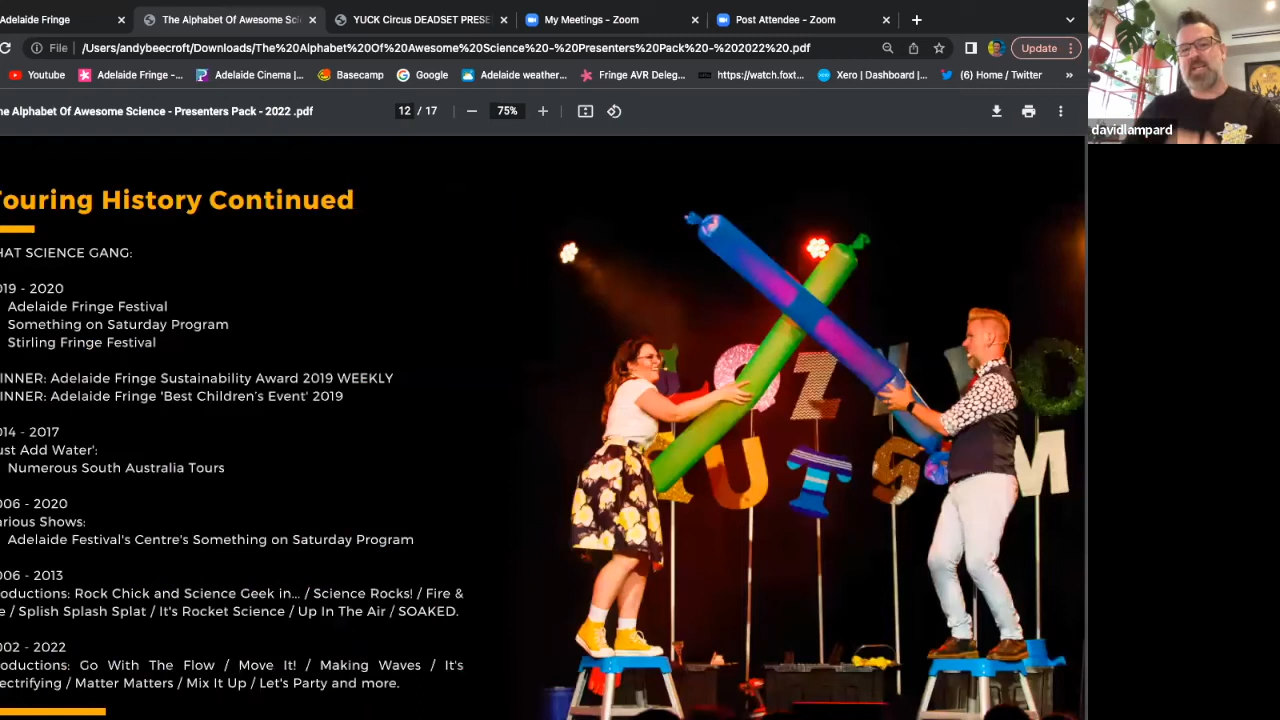 Adelaide Fringe
The Alphabet Of Awesome Sci
YUCK Circus DEADSET PRESE
My Meetings - Zoom
Post Attendee - Zoom
File
/Users/andybeecroft/Downloads/The%20Alphabet%20Of%20Awesome%20Science%20-%20Presenters%20Pack%20-%202022%20.pdf
Update
Youtube
Adelaide Fringe -...
Adelaide Cinema |...
Basecamp
Google
Adelaide weather...
Fringe AVR Deleg...
https://watch.foxt...
Xero | Dashboard |...
(6) Home / Twitter
he Alphabet Of Awesome Science - Presenters Pack - 2022 .pdf
12 / 17
75%
davidlampard
Touring History Continued
HAT SCIENCE GANG:
019 - 2020
Adelaide Fringe Festival
Something on Saturday Program
Stirling Fringe Festival
INNER: Adelaide Fringe Sustainability Award 2019 WEEKLY
INNER: Adelaide Fringe 'Best Children's Event' 2019
014 - 2017
ust Add Water':
Numerous South Australia Tours
006 - 2020
arious Shows:
Adelaide Festival's Centre's Something on Saturday Program
006 - 2013
oductions: Rock Chick and Science Geek in... / Science Rocks! / Fire &
e / Splish Splash Splat / It's Rocket Science / Up In The Air / SOAKED.
002 - 2022
oductions: Go With The Flow / Move It! / Making Waves / It's
ectrifying / Matter Matters / Mix It Up / Let's Party and more.